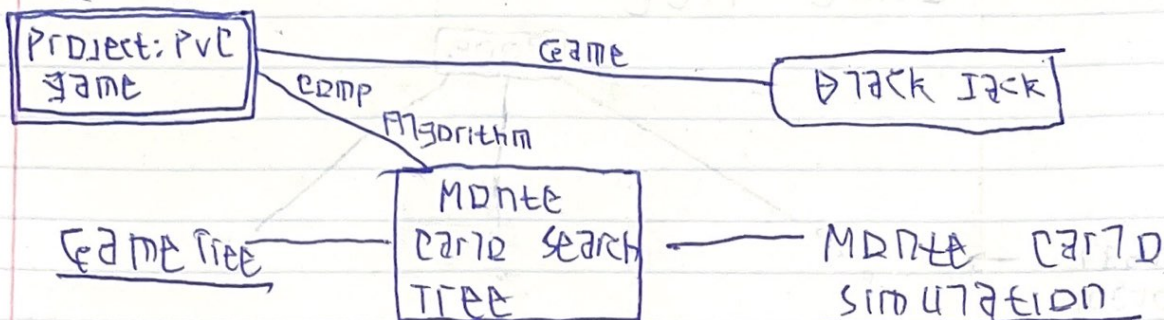 Project: PVC
game
Game
Black Jack
comp
Algorithm
Monte
Carlo Search
Tree
Game Tree
Monte Carlo
simulation